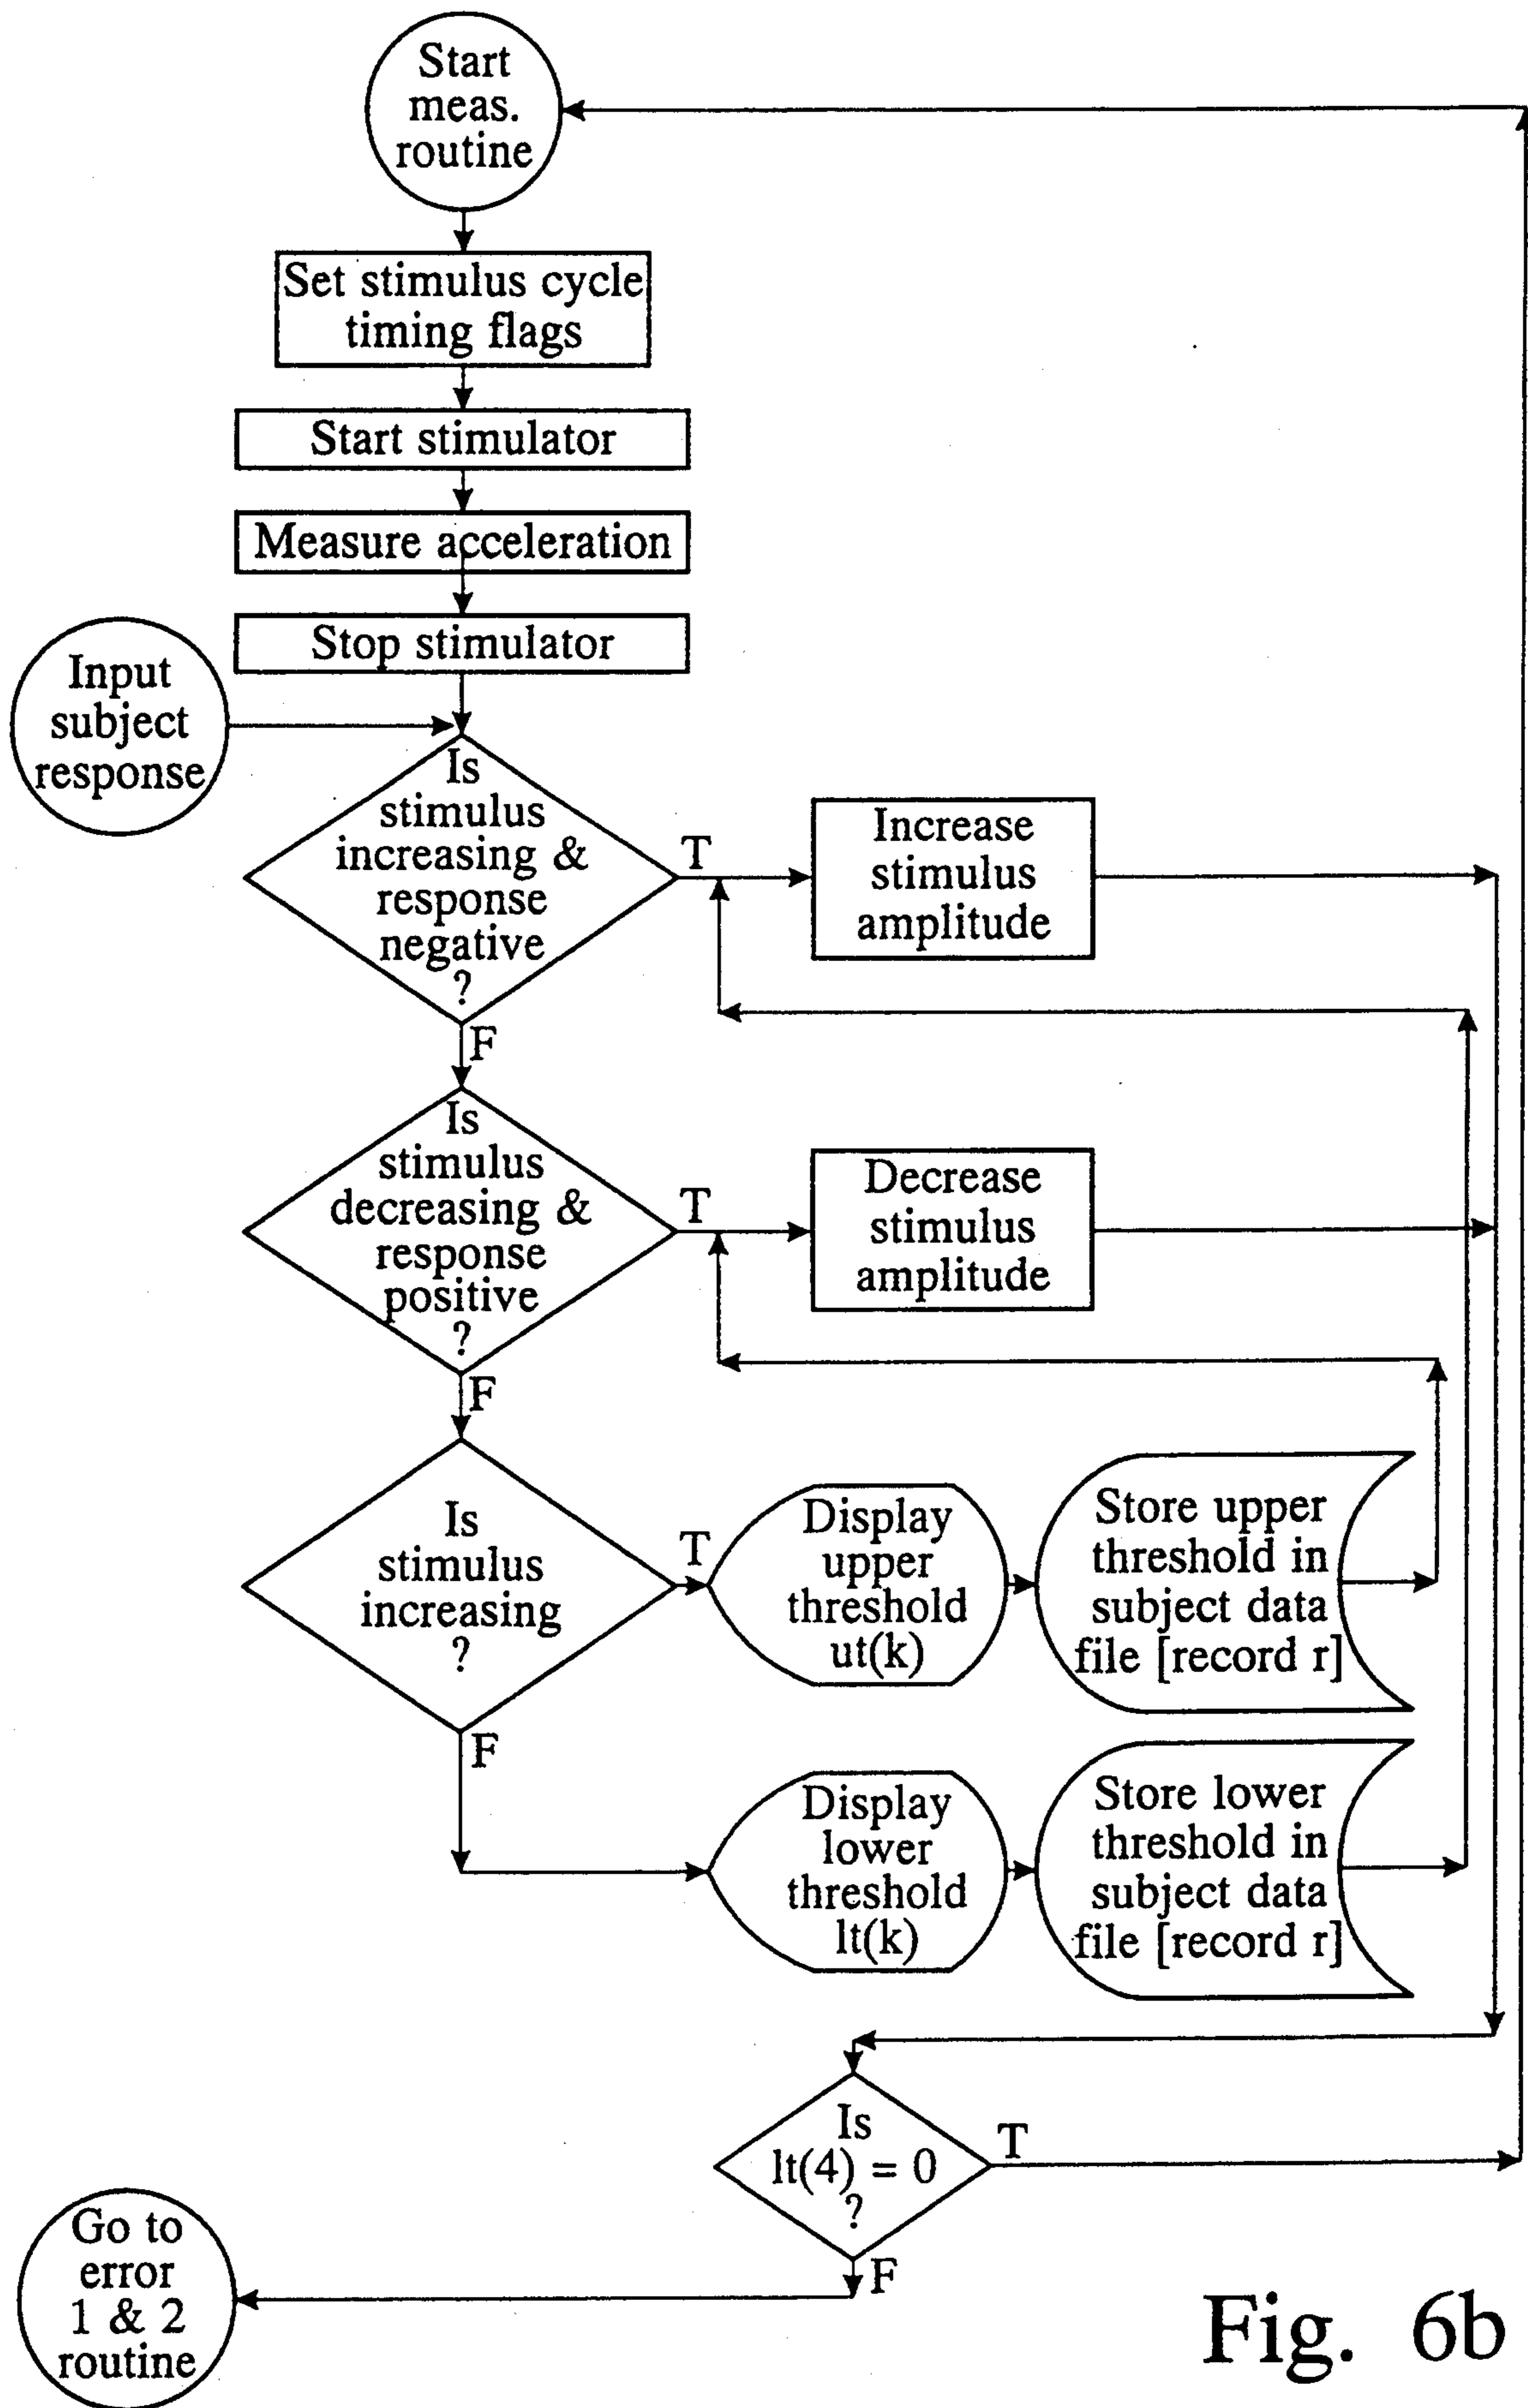 Start
meas.
routine
Set stimulus cycle
timing flags
Start stimulator
Measure acceleration
Stop stimulator
Input
subject
response
Is
stimulus
increasing &
response
negative
?
T
Increase
stimulus
amplitude
F
Is
stimulus
decreasing &
response
positive
?
T
Decrease
stimulus
amplitude
F
Is
stimulus
increasing
?
T
Display
upper
threshold
ut(k)
Store upper
threshold in
subject data
file [record r]
F
Display
lower
threshold
lt(k)
Store lower
threshold in
subject data
file [record r]
Is
lt(4) = 0
?
T
F
Go to
error
1 & 2
routine
Fig. 6b